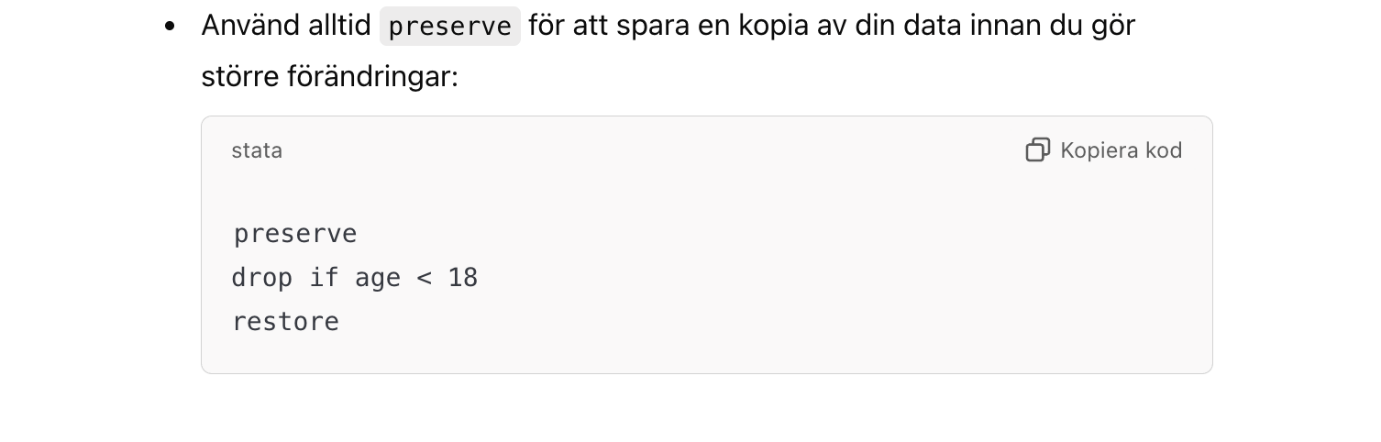 • Använd alltid preserve för att spara en kopia av din data innan du gör
större förändringar:
stata
Kopiera kod
preserve
drop if age < 18
restore